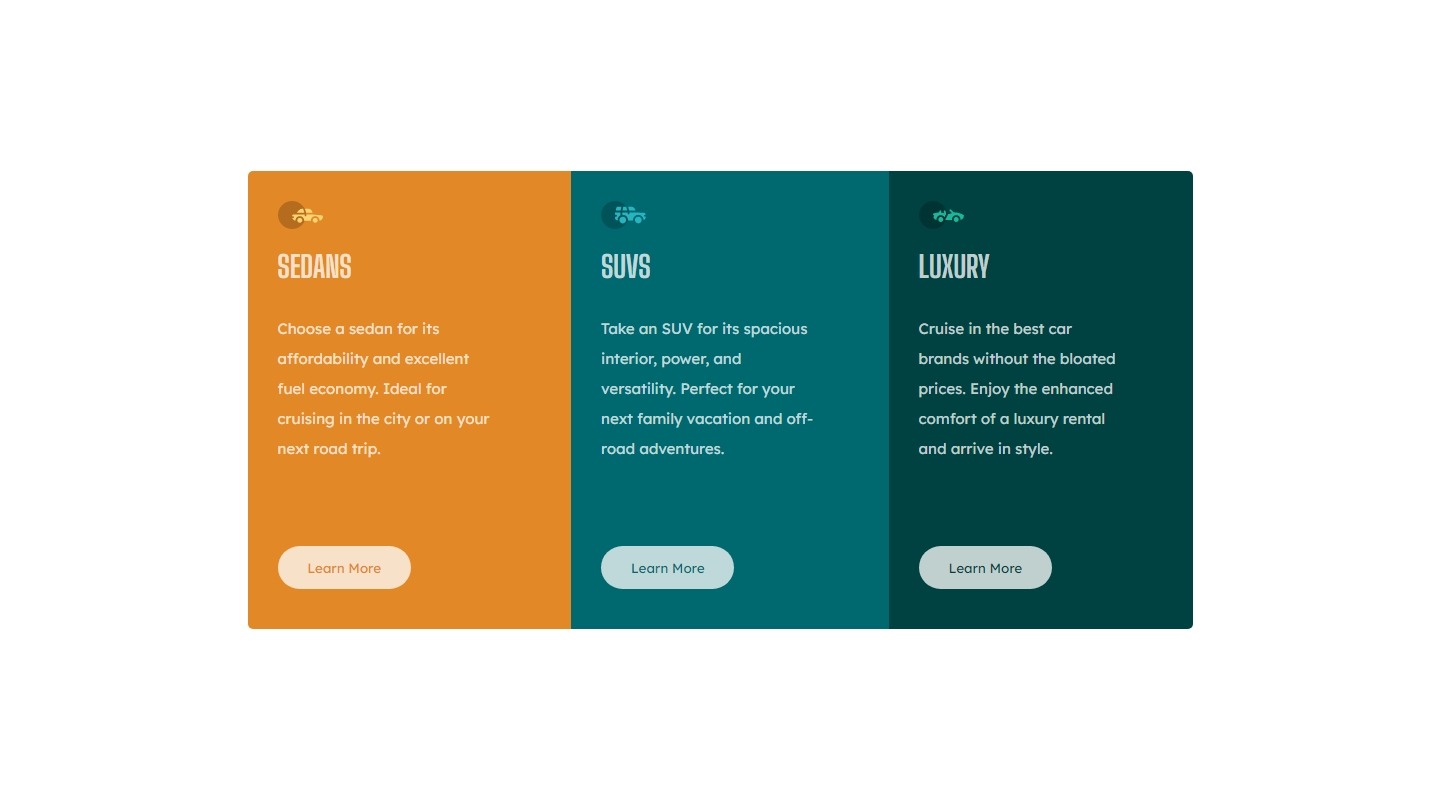 SEDANS
Choose a sedan for its
affordability and excellent
fuel economy. Ideal for
cruising in the city or on your
next road trip.
Learn More
SUVS
Take an SUV for its spacious
interior, power, and
versatility. Perfect for your
next family vacation and off-
road adventures.
Learn More
LUXURY
Cruise in the best car
brands without the bloated
prices. Enjoy the enhanced
comfort of a luxury rental
and arrive in style.
Learn More